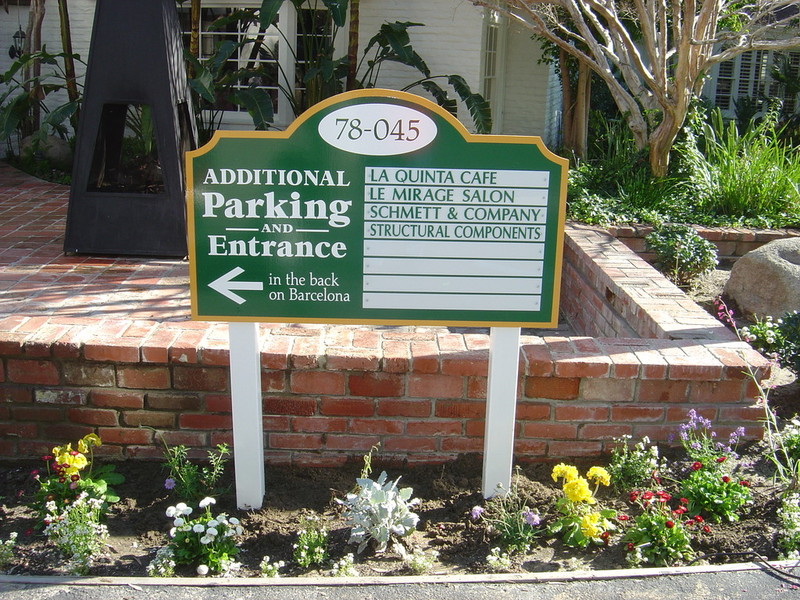 78-045
ADDITIONAL
Parking
AND
Entrance
in the back
on Barcelona
LA QUINTA CAFE
LE MIRAGE SALON
SCHMETT & COMPANY
STRUCTURAL COMPONENTS